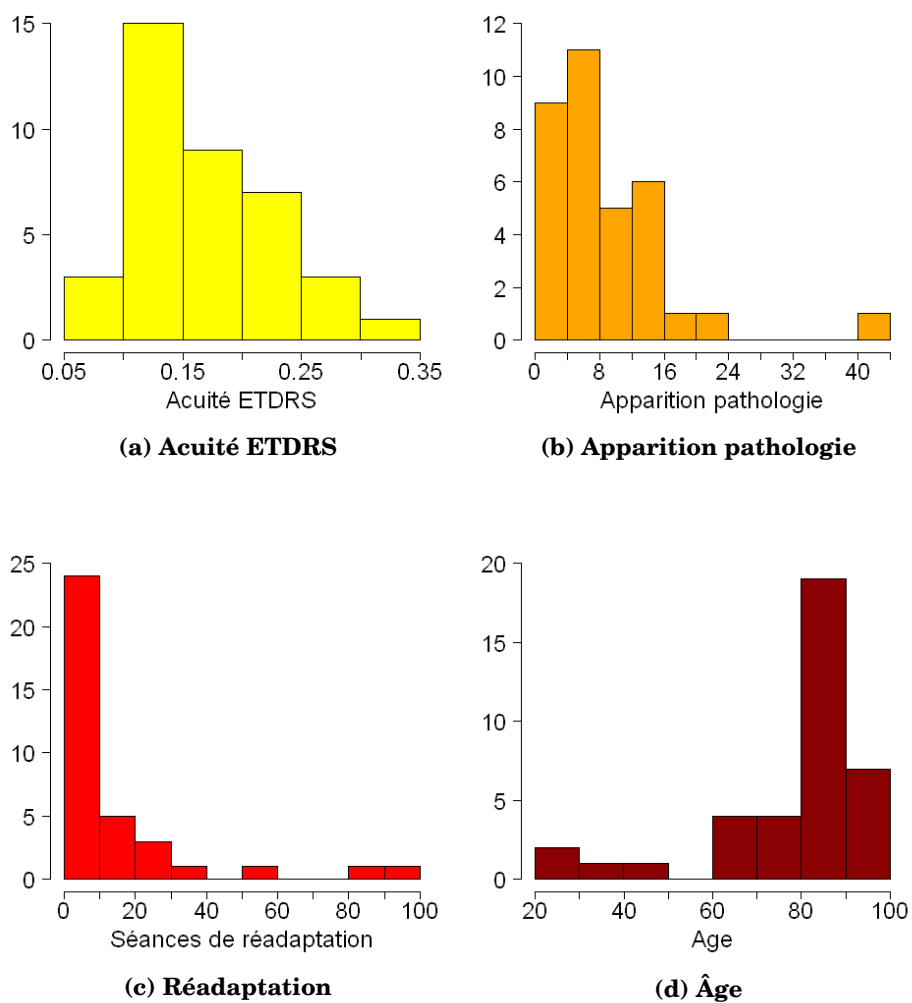 15
10
5
0
0.05 0.15 0.25 0.35
Acuité ETDRS
(a) Acuité ETDRS
12
10
8
6
4
2
0
0 8 16 24 32 40
Apparition pathologie
(b) Apparition pathologie
25
20
15
10
5
0
0 20 40 60 80 100
Séances de réadaptation
(c) Réadaptation
20
15
10
5
0
20 40 60 80 100
Age
(d) Âge